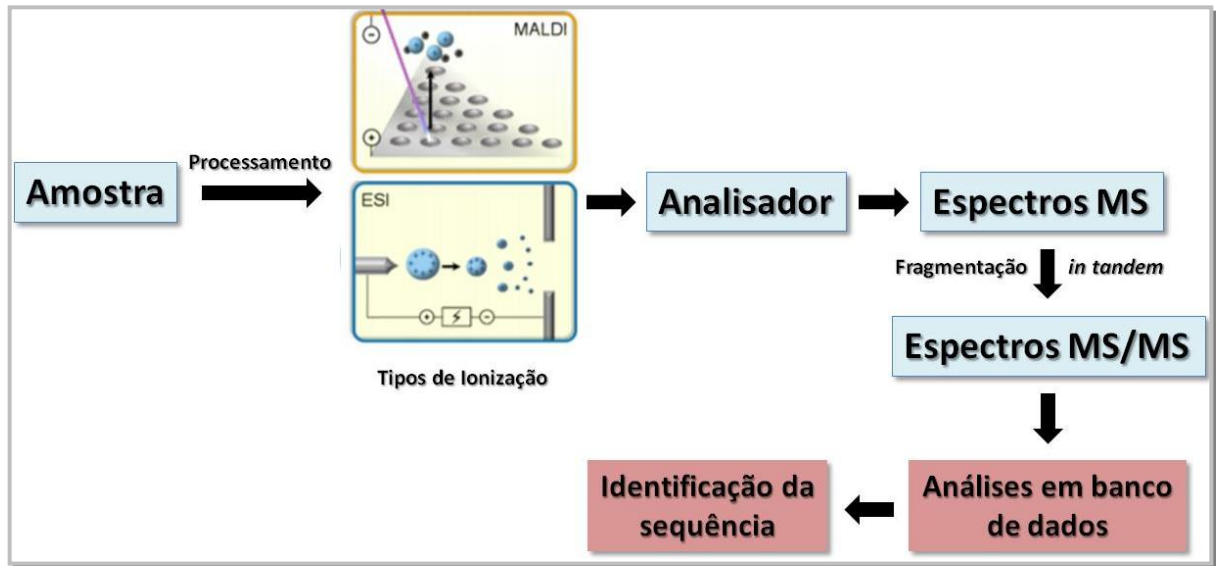 MALDI
Processamento
Amostra
ESI
Tipos de Ionização
Analisador
Espectros MS
Fragmentação
in tandem
Espectros MS/MS
Análises em banco
de dados
Identificação da
sequência